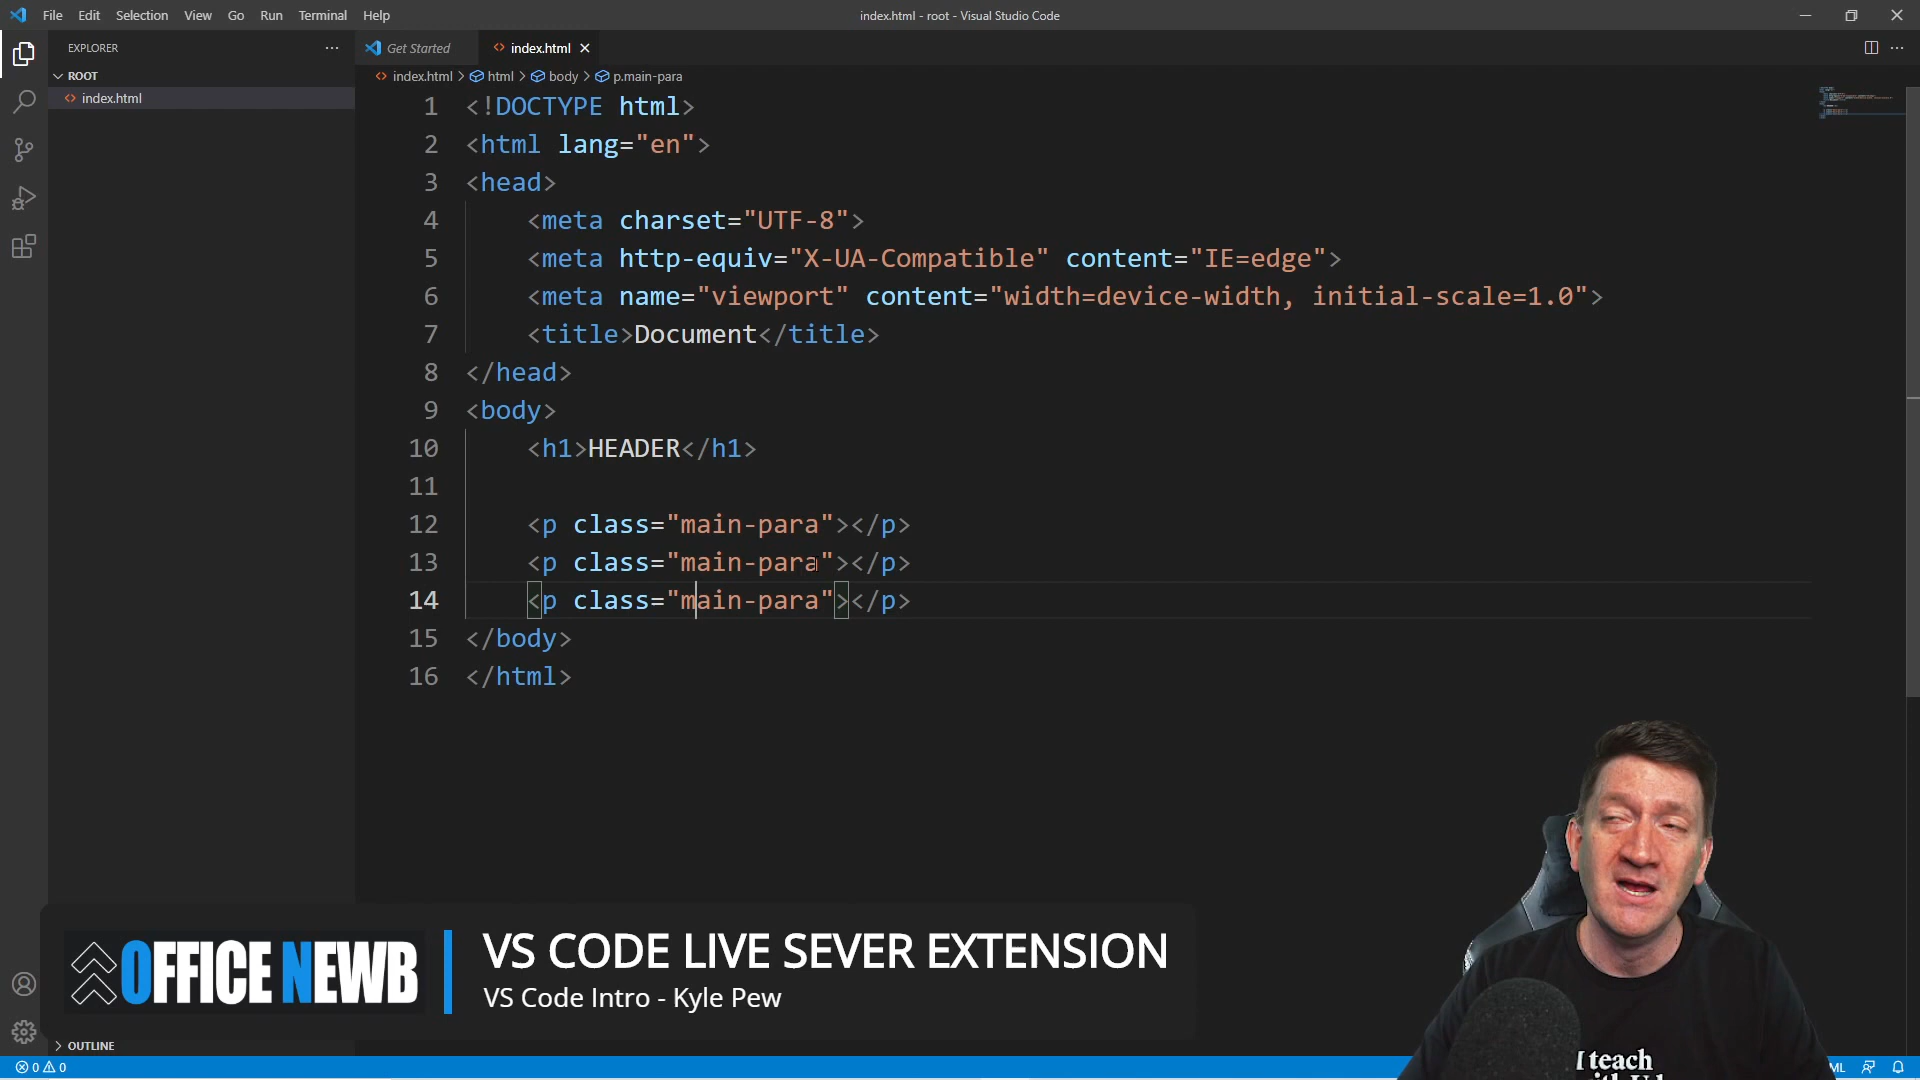 File Edit Selection View Go Run Terminal Help
index.html - root - Visual Studio Code
EXPLORER
ROOT
index.html
Get Started
index.html
index.html > html > body > p.main-para
1 <!DOCTYPE html>
2 <html lang="en">
3 <head>
4 <meta charset="UTF-8">
5 <meta http-equiv="X-UA-Compatible" content="IE=edge">
6 <meta name="viewport" content="width=device-width, initial-scale=1.0">
7 <title>Document</title>
8 </head>
9 <body>
10 <h1>HEADER</h1>
11
12 <p class="main-para"></p>
13 <p class="main-para"></p>
14 <p class="main-para"></p>
15 </body>
16 </html>
OFFICE NEWB
VS CODE LIVE SEVER EXTENSION
VS Code Intro - Kyle Pew
OUTLINE
0 0
I teach